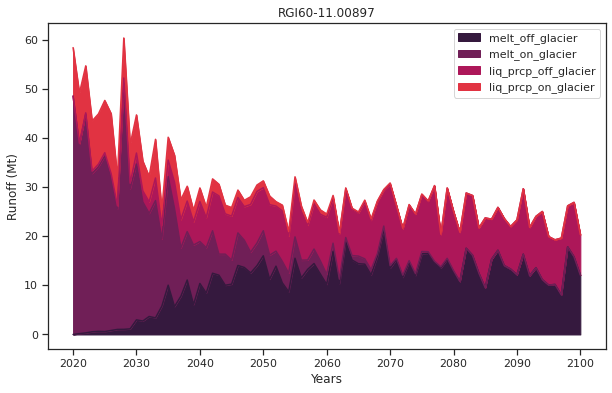 RGI60-11.00897
melt_off_glacier
melt_on_glacier
liq_prcp_off_glacier
liq_prcp_on_glacier
Runoff (Mt)
60
50
40
30
20
10
0
2020 2030 2040 2050 2060 2070 2080 2090 2100
Years